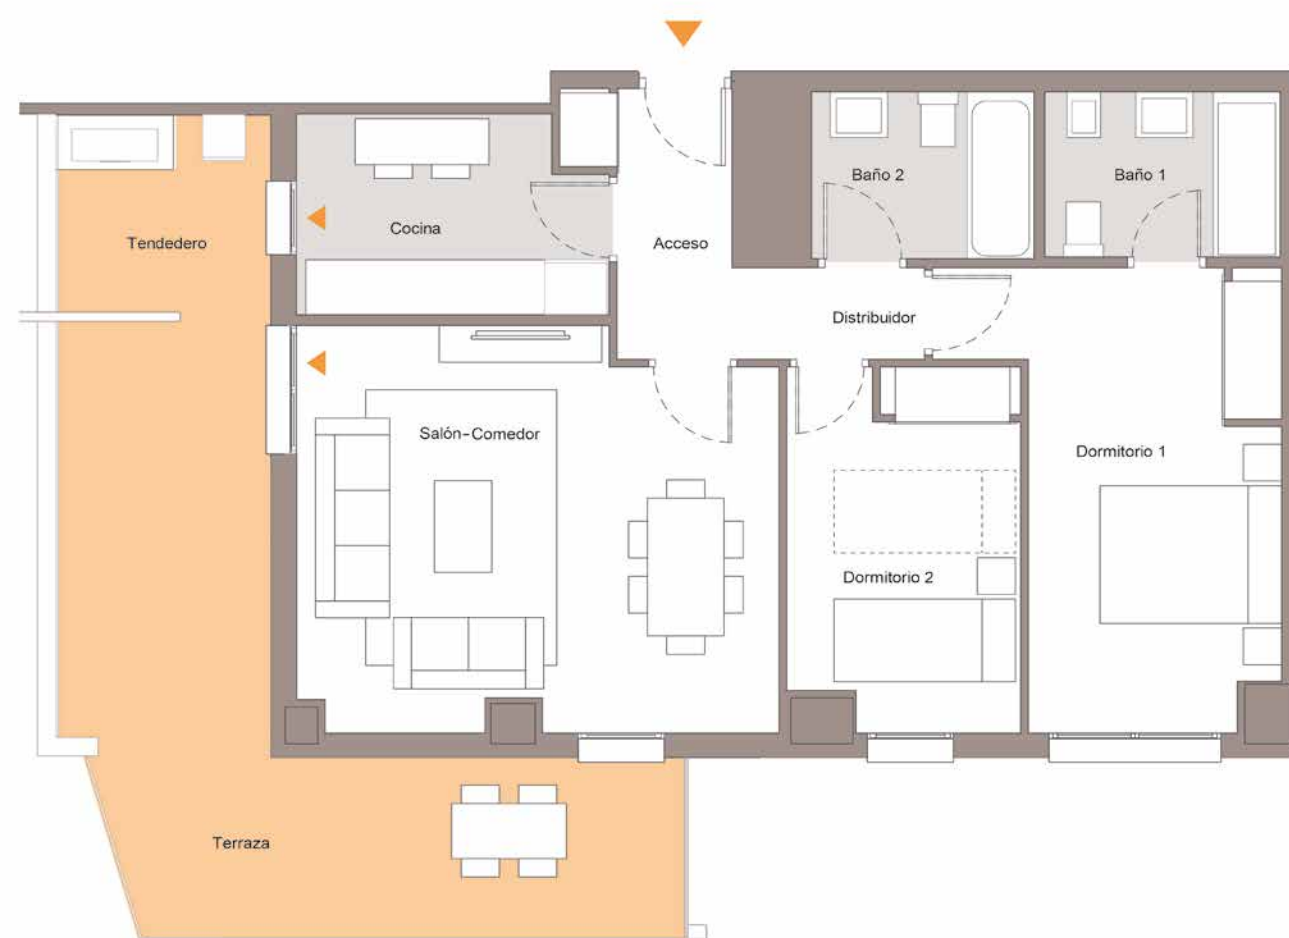 Baño 2
Baño 1
Cocina
Tendedero
Acceso
Distribuidor
Salón-Comedor
Dormitorio 1
Dormitorio 2
Terraza